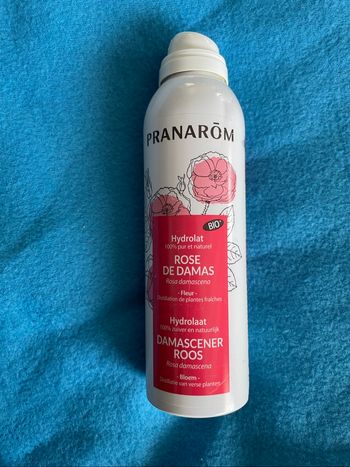 PRANARŌM
BIO
Hydrolat
100% pur et naturel
ROSE
DE DAMAS
Rosa damascena
- Fleur -
Distillation de plantes fraîches
Hydrolaat
100% zuiver en natuurlijk
DAMASCENER
ROOS
Rosa damascena
- Bloem -
Distillatie van verse planten